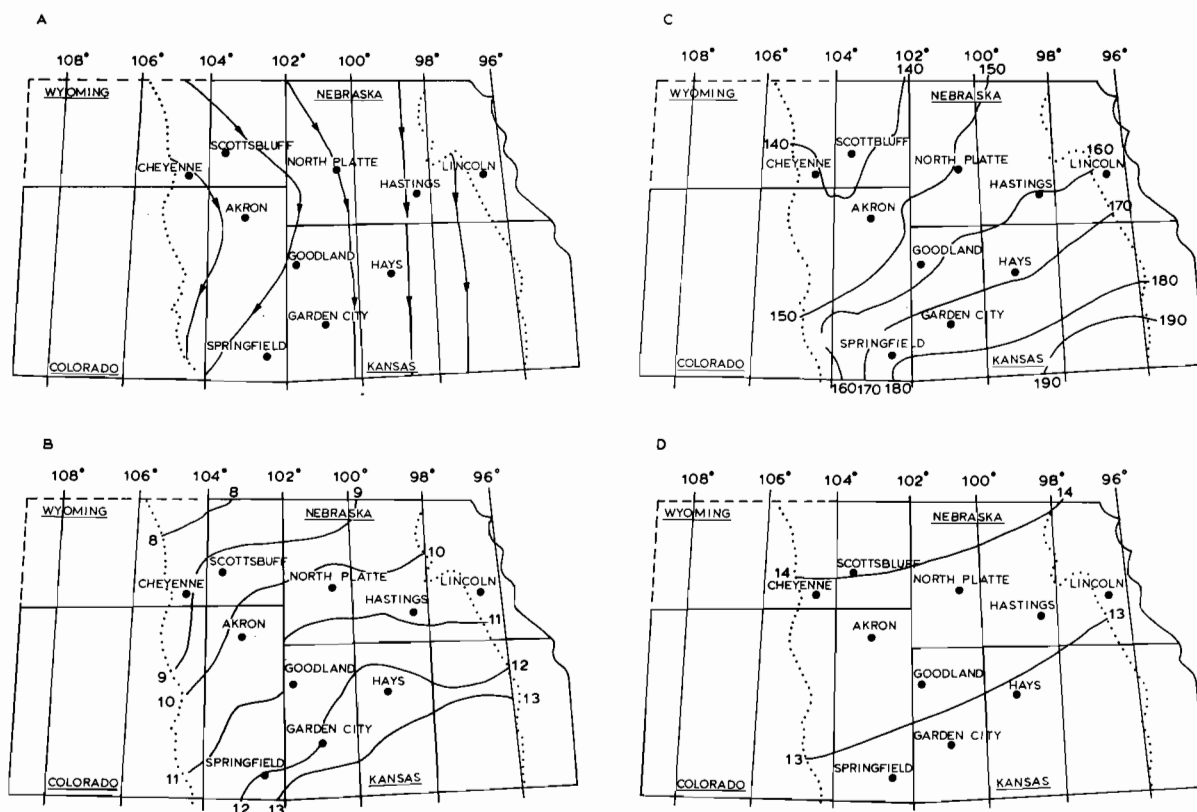 A
108° 106° 104° 102° 100° 98° 96°
WYOMING
NEBRASKA
SCOTTSBLUFF
CHEYENNE
NORTH PLATTE
LINCOLN
HASTINGS
AKRON
GOODLAND
HAYS
GARDEN CITY
SPRINGFIELD
COLORADO
KANSAS
C
108° 106° 104° 102° 100° 98° 96°
140 150
WYOMING
NEBRASKA
140
SCOTTBLUFF
CHEYENNE
NORTH PLATTE
160
LINCOLN
HASTINGS
170
AKRON
GOODLAND
HAYS
180
150
GARDEN CITY
190
SPRINGFIELD
COLORADO
KANSAS
160 170 180 190
B
108° 106° 104° 102° 100° 98° 96°
8 9
WYOMING
NEBRASKA
8
10
SCOTTSBUFF
CHEYENNE
NORTH PLATTE
LINCOLN
HASTINGS
AKRON
11
9
GOODLAND
HAYS
12
10
13
GARDEN CITY
11
SPRINGFIELD
COLORADO
KANSAS
12 13
D
108° 106° 104° 102° 100° 98° 96°
14
WYOMING
NEBRASKA
SCOTTSBLUFF
14
CHEYENNE
NORTH PLATTE
LINCOLN
HASTINGS
13
AKRON
GOODLAND
HAYS
GARDEN CITY
13
SPRINGFIELD
COLORADO
KANSAS